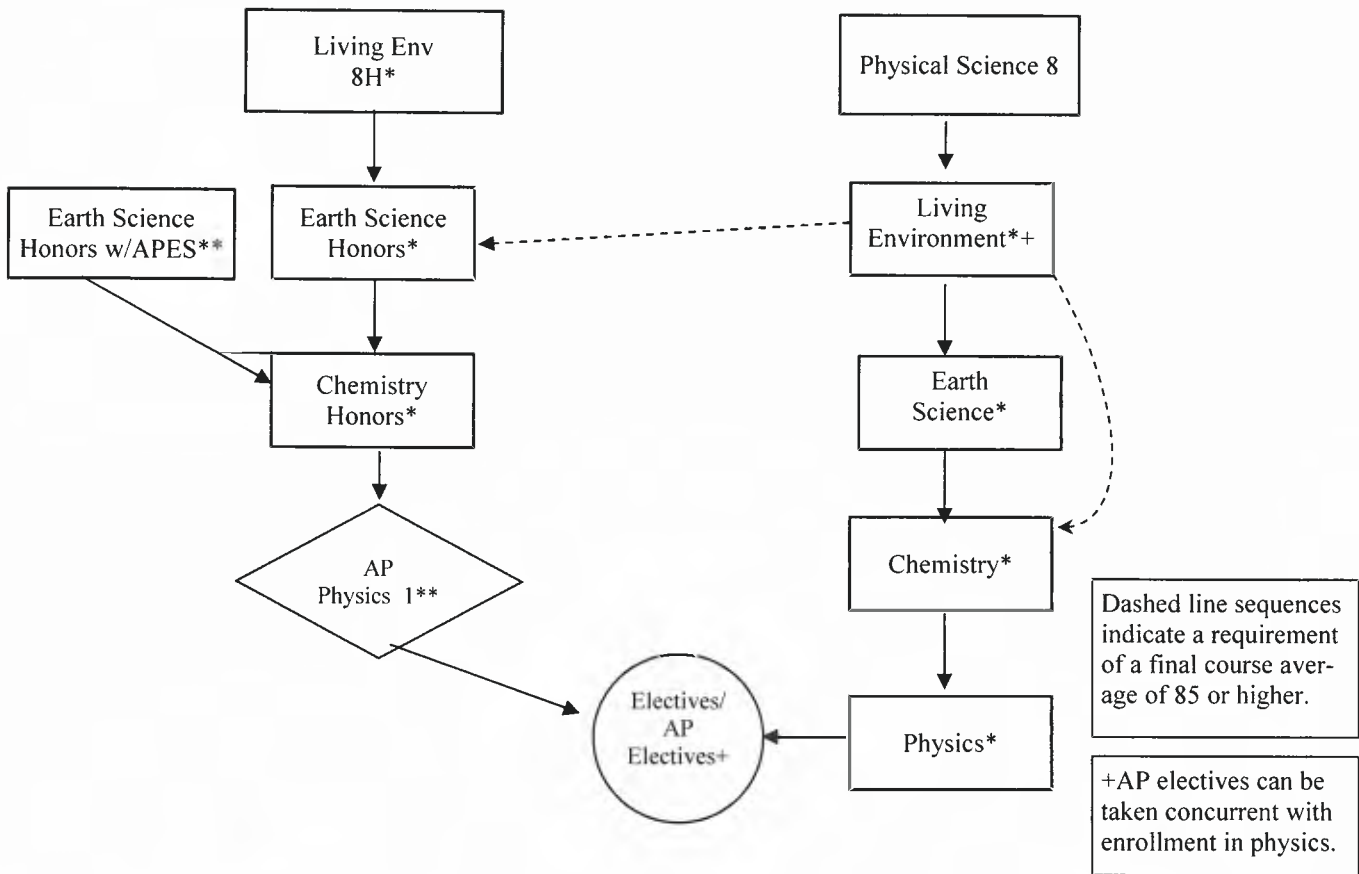 Living Env
8H*
Physical Science 8
Earth Science
Honors w/APES**
Earth Science
Honors*
Living
Environment*+
Chemistry
Honors*
Earth
Science*
AP
Physics 1**
Chemistry*
Dashed line sequences
indicate a requirement
of a final course aver-
age of 85 or higher.
Electives/
AP
Electives+
Physics*
+AP electives can be
taken concurrent with
enrollment in physics.